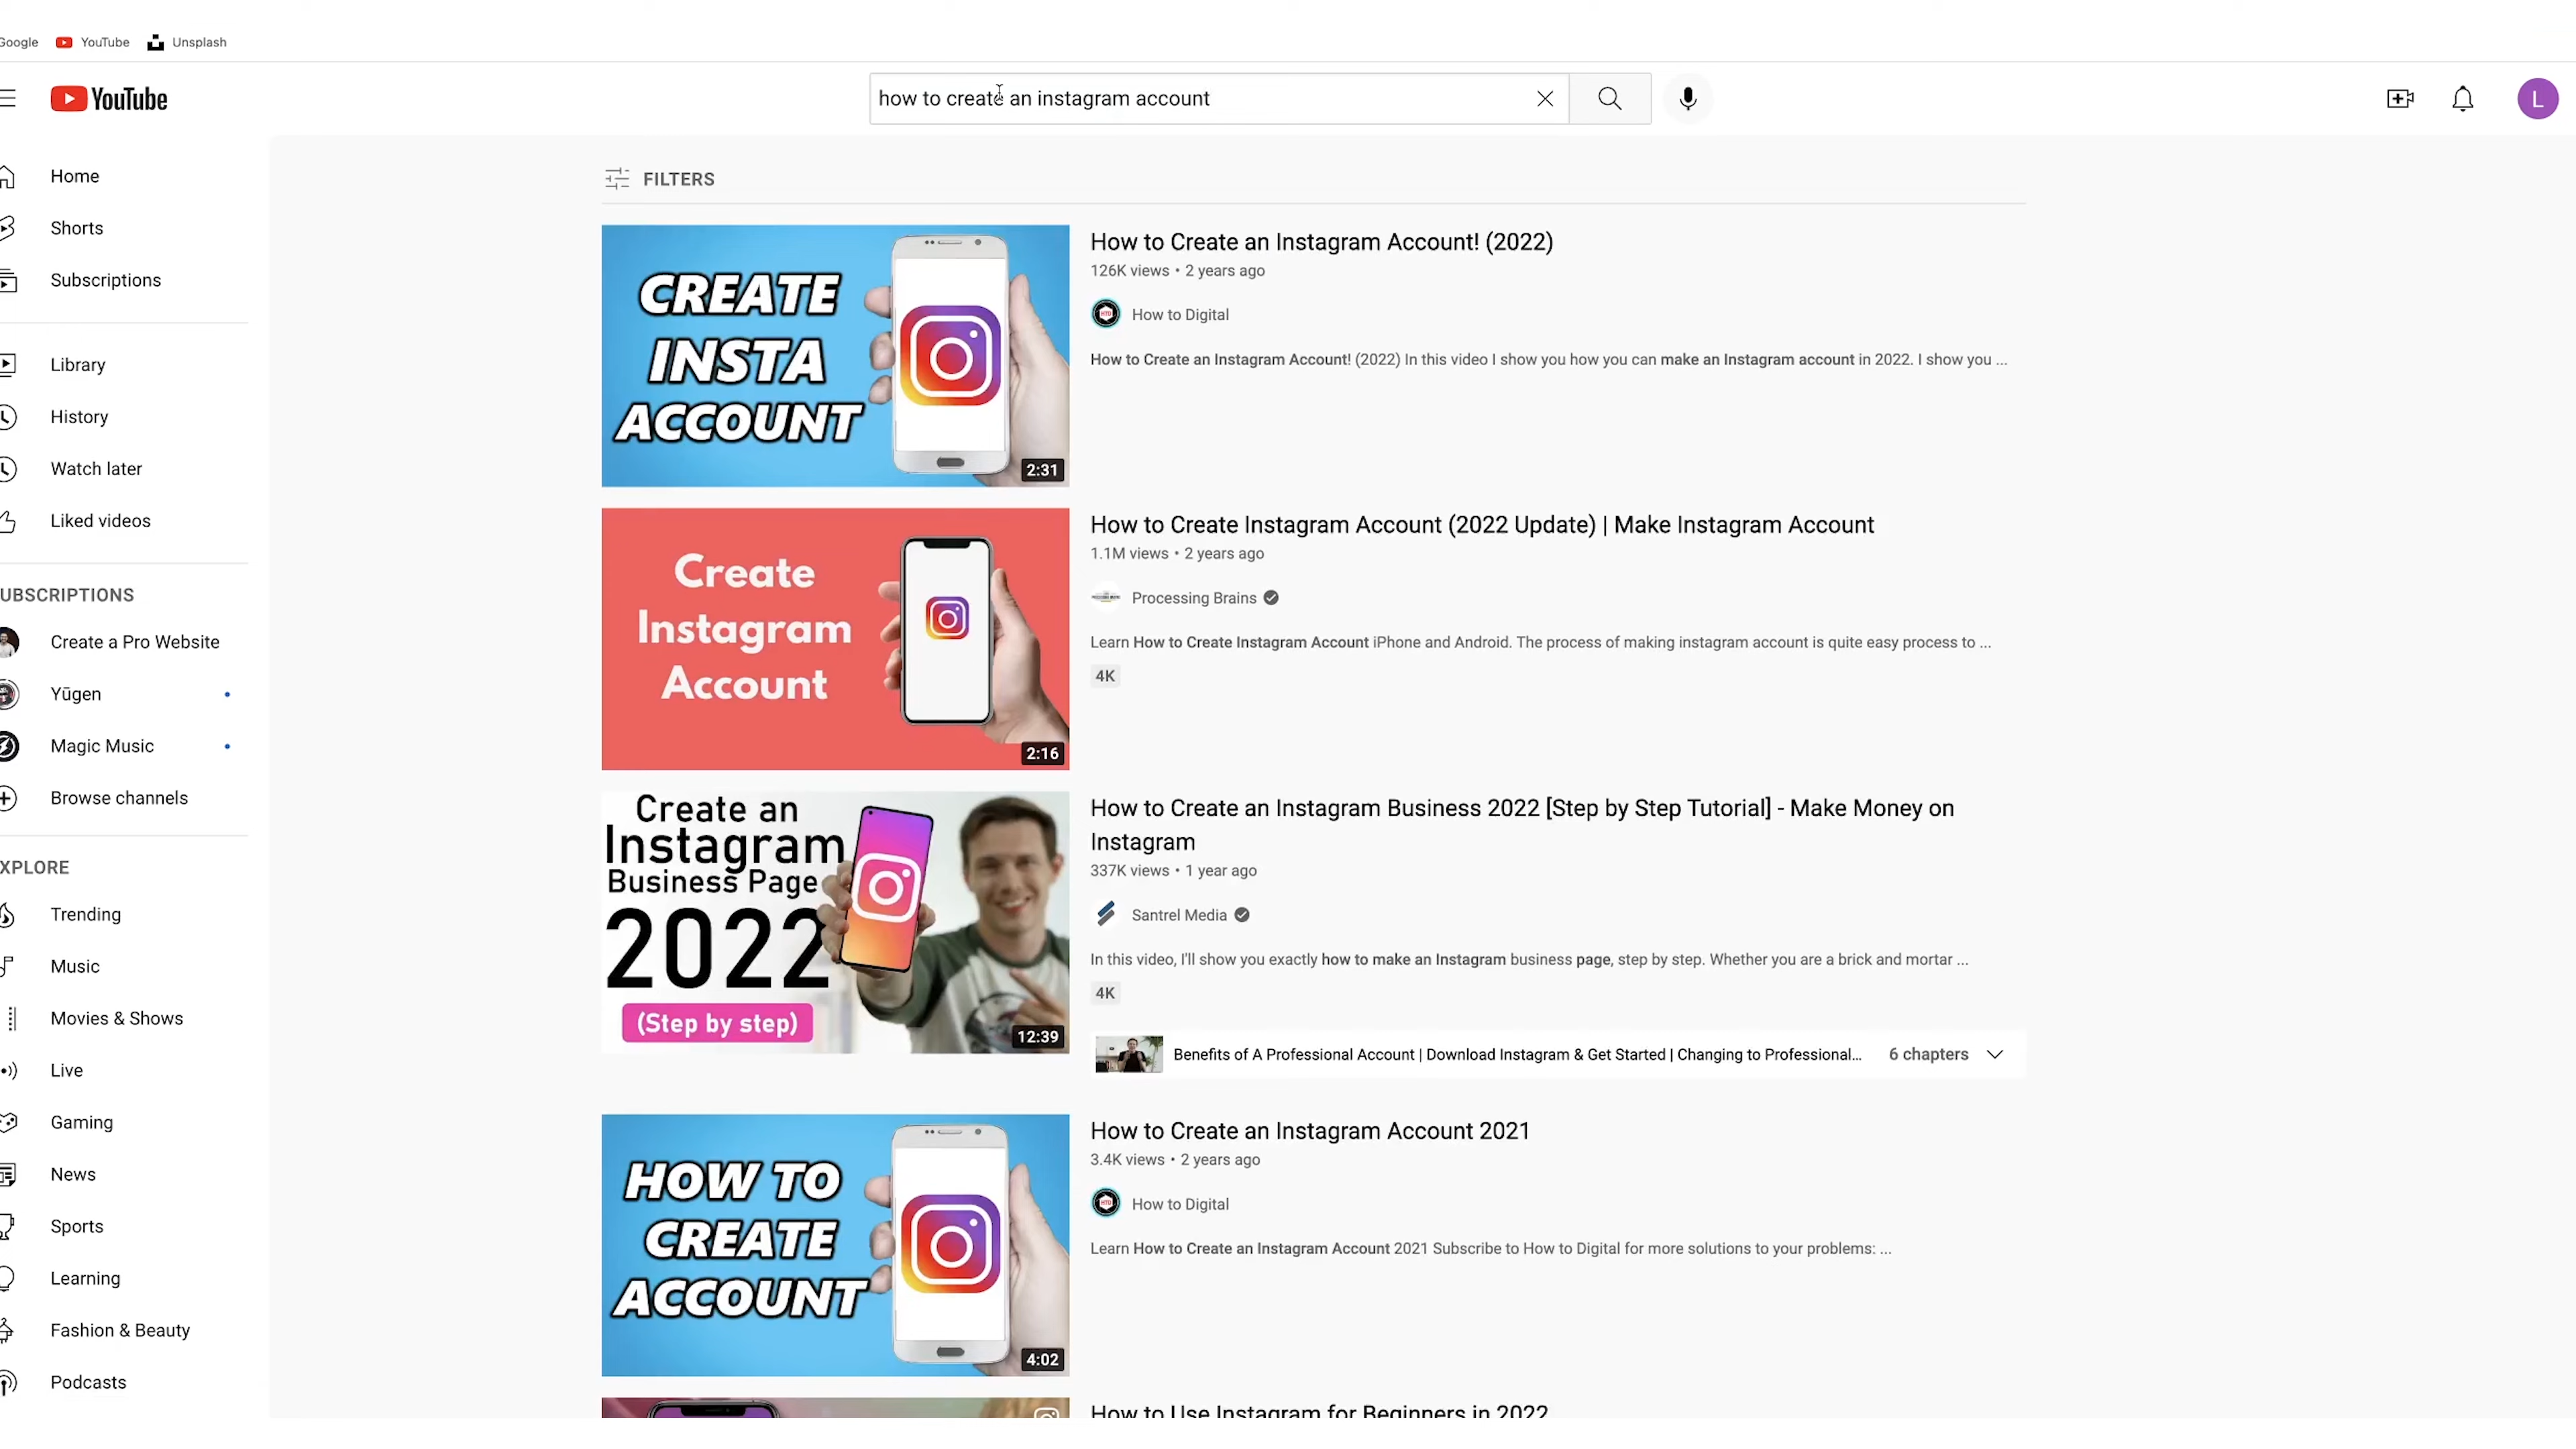 Google
YouTube
Unsplash
YouTube
how to create an instagram account
L
Home
Shorts
Subscriptions
Library
History
Watch later
Liked videos
UBSCRIPTIONS
Create a Pro Website
Yūgen
Magic Music
Browse channels
XPLORE
Trending
Music
Movies & Shows
Live
Gaming
News
Sports
Learning
Fashion & Beauty
Podcasts
FILTERS
CREATE
INSTA
ACCOUNT
2:31
How to Create an Instagram Account! (2022)
126K views • 2 years ago
How to Digital
How to Create an Instagram Account! (2022) In this video I show you how you can make an Instagram account in 2022. I show you ...
Create
Instagram
Account
2:16
How to Create Instagram Account (2022 Update) | Make Instagram Account
1.1M views • 2 years ago
Processing Brains
Learn How to Create Instagram Account iPhone and Android. The process of making instagram account is quite easy process to ...
4K
Create an
Instagram
Business Page
2022
(Step by step)
12:39
How to Create an Instagram Business 2022 [Step by Step Tutorial] - Make Money on
Instagram
337K views • 1 year ago
Santrel Media
In this video, I'll show you exactly how to make an Instagram business page, step by step. Whether you are a brick and mortar ...
4K
Benefits of A Professional Account | Download Instagram & Get Started | Changing to Professional...
6 chapters
HOW TO
CREATE
ACCOUNT
4:02
How to Create an Instagram Account 2021
3.4K views • 2 years ago
How to Digital
Learn How to Create an Instagram Account 2021 Subscribe to How to Digital for more solutions to your problems: ...
How to Use Instagram for Beginners in 2022